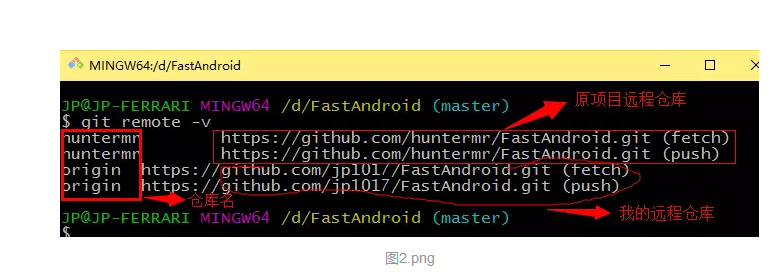 MINGW64:/d/FastAndroid
JP@JP-FERRARI MINGW64 /d/FastAndroid (master)
原项目远程仓库
$ git remote -v
huntermr https://github.com/huntermr/FastAndroid.git (fetch)
huntermr https://github.com/huntermr/FastAndroid.git (push)
origin https://github.com/jp1017/FastAndroid.git (fetch)
origin https://github.com/jp1017/FastAndroid.git (push)
仓库名
我的远程仓库
JP@JP-FERRARI MINGW64 /d/FastAndroid (master)
$
图2.png